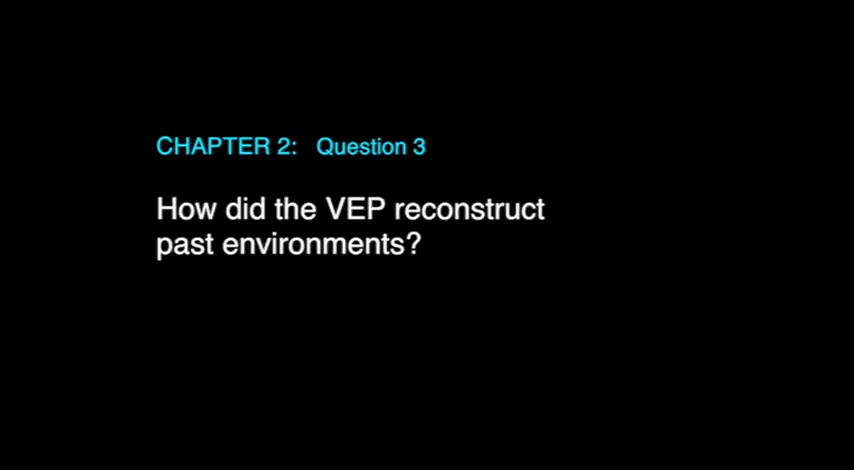 CHAPTER 2: Question 3
How did the VEP reconstruct
past environments?